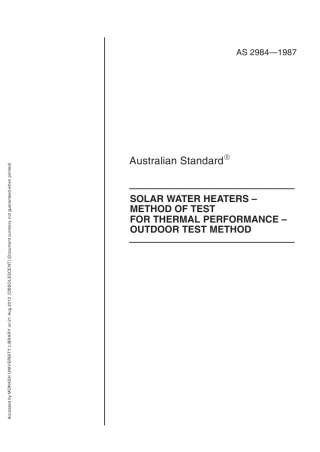 AS 2984—1987
Australian Standard®
SOLAR WATER HEATERS –
METHOD OF TEST
FOR THERMAL PERFORMANCE –
OUTDOOR TEST METHOD
Accessed by MONASH UNIVERSITY LIBRARY on 21 Aug 2013 [OBSOLESCENT] (Document currency not guaranteed when printed)